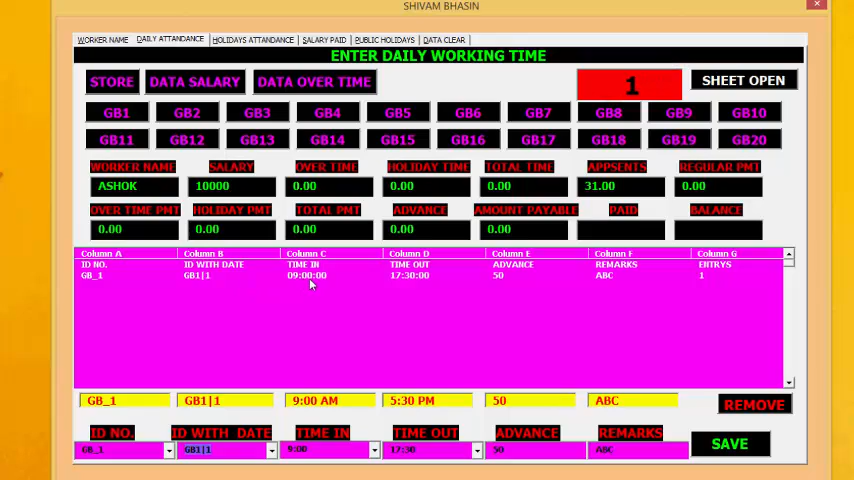 SHIVAM BHASIN
WORKER NAME DAILY ATTANDANCE HOLIDAYS ATTANDANCE SALARY PAID PUBLIC HOLIDAYS DATA CLEAR
ENTER DAILY WORKING TIME
STORE DATA SALARY DATA OVER TIME 1 SHEET OPEN
GB1 GB2 GB3 GB4 GB5 GB6 GB7 GB8 GB9 GB10
GB11 GB12 GB13 GB14 GB15 GB16 GB17 GB18 GB19 GB20
WORKER NAME SALARY OVER TIME HOLIDAY TIME TOTAL TIME APPSENTS REGULAR PMT
ASHOK 10000 0.00 0.00 0.00 31.00 0.00
OVER TIME PMT HOLIDAY PMT TOTAL PMT ADVANCE AMOUNT PAYABLE PAID BALANCE
0.00 0.00 0.00 0.00 0.00
Column A Column B Column C Column D Column E Column F Column G
ID NO. ID WITH DATE TIME IN TIME OUT ADVANCE REMARKS ENTRYS
GB_1 GB1|1 09:00:00 17:30:00 50 ABC 1
GB_1 GB1|1 9:00 AM 5:30 PM 50 ABC REMOVE
ID NO. ID WITH DATE TIME IN TIME OUT ADVANCE REMARKS
GB_1 GB1|1 9:00 17:30 50 ABC SAVE